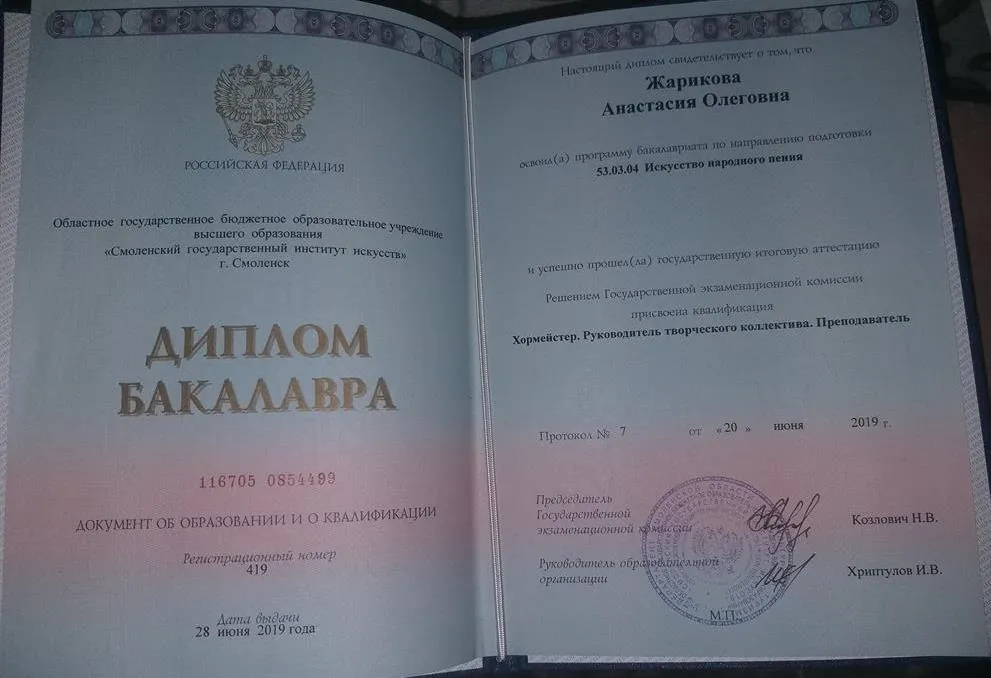 РОССИЙСКАЯ ФЕДЕРАЦИЯ
Областное государственное бюджетное образовательное учреждение
высшего образования
«Смоленский государственный институт искусств»
г. Смоленск
ДИПЛОМ
БАКАЛАВРА
116705 0854499
ДОКУМЕНТ ОБ ОБРАЗОВАНИИ И О КВАЛИФИКАЦИИ
Регистрационный номер
419
Дата выдачи
28 июня 2019 года
Настоящий диплом свидетельствует о том, что
Жарикова
Анастасия Олеговна
освоил(а) программу бакалавриата по направлению подготовки
53.03.04 Искусство народного пения
и успешно прошел(ла) государственную итоговую аттестацию
Решением Государственной экзаменационной комиссии
присвоена квалификация
Хормейстер. Руководитель творческого коллектива. Преподаватель
Протокол № 7 от «20 » июня 2019 г.
Председатель
Государственной
экзаменационной комиссии Козлович Н.В.
Руководитель образовательной
организации Хриптулов И.В.
М.П.